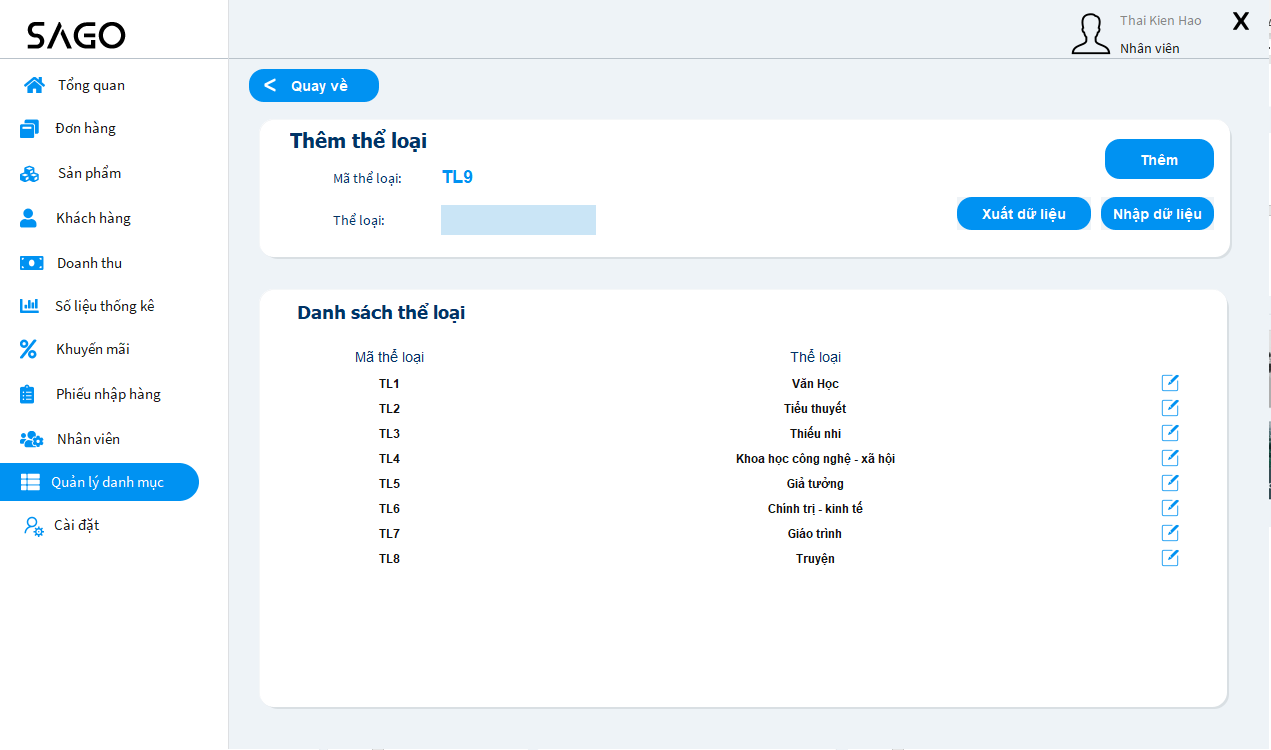 SAGO
Thai Kien Hao
Nhân viên
X
Tổng quan
Đơn hàng
Sản phẩm
Khách hàng
Doanh thu
Số liệu thống kê
Khuyến mãi
Phiếu nhập hàng
Nhân viên
Quản lý danh mục
Cài đặt
< Quay về
Thêm thể loại
Mã thể loại: TL9
Thể loại:
Thêm
Xuất dữ liệu Nhập dữ liệu
Danh sách thể loại
Mã thể loại Thể loại
TL1 Văn Học
TL2 Tiểu thuyết
TL3 Thiếu nhi
TL4 Khoa học công nghệ - xã hội
TL5 Giả tưởng
TL6 Chính trị - kinh tế
TL7 Giáo trình
TL8 Truyện